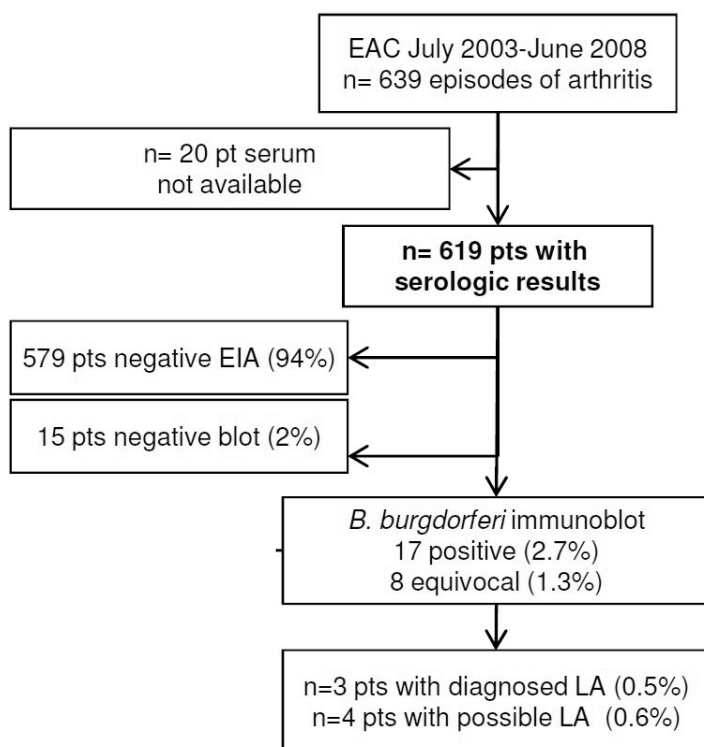 EAC July 2003-June 2008
n= 639 episodes of arthritis
n= 20 pt serum
not available
n= 619 pts with
serologic results
579 pts negative EIA (94%)
15 pts negative blot (2%)
B. burgdorferi immunoblot
17 positive (2.7%)
8 equivocal (1.3%)
n=3 pts with diagnosed LA (0.5%)
n=4 pts with possible LA (0.6%)